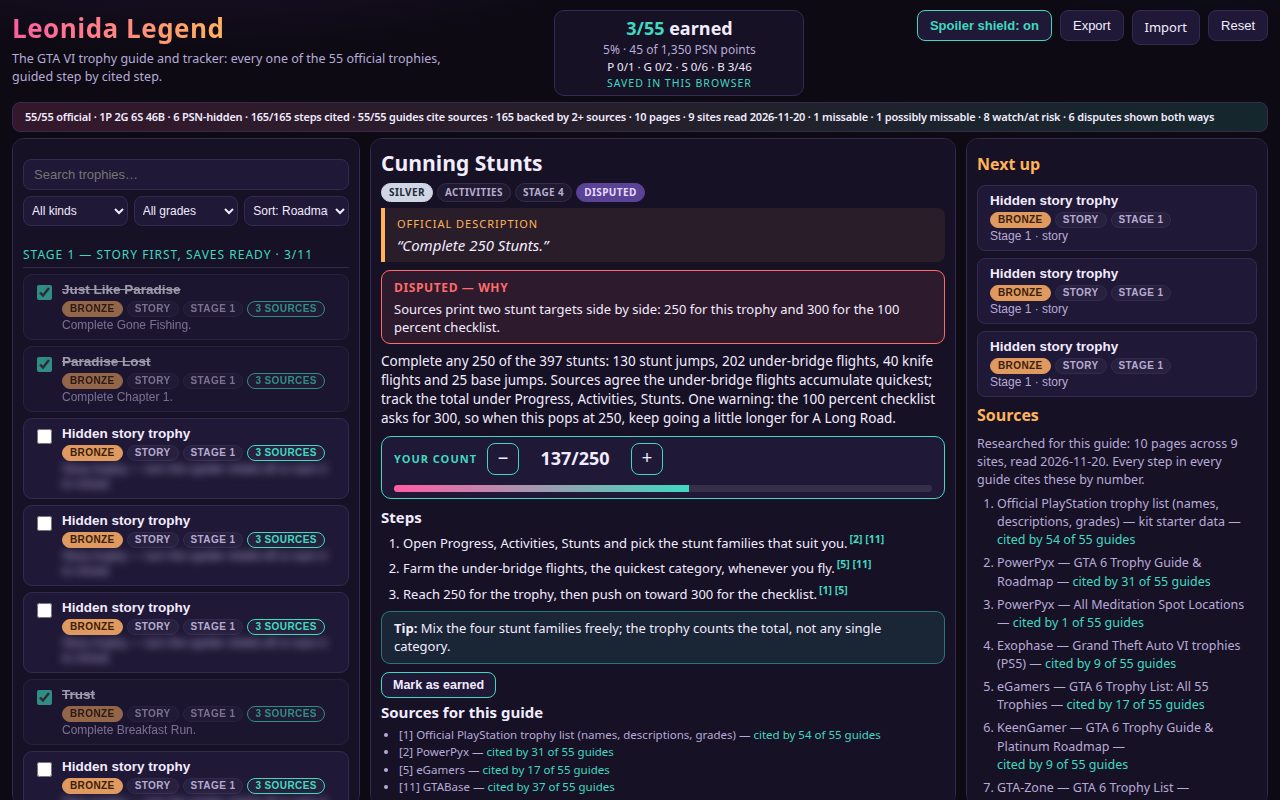 Leonida Legend
The GTA VI trophy guide and tracker: every one of the 55 official trophies,
guided step by cited step.
3/55 earned
5% · 45 of 1,350 PSN points
P 0/1 · G 0/2 · S 0/6 · B 3/46
SAVED IN THIS BROWSER
Spoiler shield: on
Export
Import
Reset
55/55 official · 1P 2G 6S 46B · 6 PSN-hidden · 165/165 steps cited · 55/55 guides cite sources · 165 backed by 2+ sources · 10 pages · 9 sites read 2026-11-20 · 1 missable · 1 possibly missable · 8 watch/at risk · 6 disputes shown both ways
Search trophies…
All kinds
All grades
Sort: Roadma
STAGE 1 — STORY FIRST, SAVES READY · 3/11
Just Like Paradise
BRONZE STORY STAGE 1 3 SOURCES
Complete Gone Fishing.
Paradise Lost
BRONZE STORY STAGE 1 3 SOURCES
Complete Chapter 1.
Hidden story trophy
BRONZE STORY STAGE 1 3 SOURCES
Hidden story trophy
BRONZE STORY STAGE 1 3 SOURCES
Hidden story trophy
BRONZE STORY STAGE 1 3 SOURCES
Trust
BRONZE STORY STAGE 1 3 SOURCES
Complete Breakfast Run.
Hidden story trophy
BRONZE STORY STAGE 1 3 SOURCES
Cunning Stunts
SILVER ACTIVITIES STAGE 4 DISPUTED
OFFICIAL DESCRIPTION
“Complete 250 Stunts.”
DISPUTED — WHY
Sources print two stunt targets side by side: 250 for this trophy and 300 for the 100
percent checklist.
Complete any 250 of the 397 stunts: 130 stunt jumps, 202 under-bridge flights, 40 knife
flights and 25 base jumps. Sources agree the under-bridge flights accumulate quickest;
track the total under Progress, Activities, Stunts. One warning: the 100 percent checklist
asks for 300, so when this pops at 250, keep going a little longer for A Long Road.
YOUR COUNT − 137/250 +
Steps
1. Open Progress, Activities, Stunts and pick the stunt families that suit you. [2] [11]
2. Farm the under-bridge flights, the quickest category, whenever you fly. [5] [11]
3. Reach 250 for the trophy, then push on toward 300 for the checklist. [1] [5]
Tip: Mix the four stunt families freely; the trophy counts the total, not any single
category.
Mark as earned
Sources for this guide
• [1] Official PlayStation trophy list (names, descriptions, grades) — cited by 54 of 55 guides
• [2] PowerPyx — cited by 31 of 55 guides
• [5] eGamers — cited by 17 of 55 guides
• [11] GTABase — cited by 37 of 55 guides
Next up
Hidden story trophy
BRONZE STORY STAGE 1
Stage 1 · story
Hidden story trophy
BRONZE STORY STAGE 1
Stage 1 · story
Hidden story trophy
BRONZE STORY STAGE 1
Stage 1 · story
Sources
Researched for this guide: 10 pages across 9
sites, read 2026-11-20. Every step in every
guide cites these by number.
1. Official PlayStation trophy list (names,
descriptions, grades) — kit starter data —
cited by 54 of 55 guides
2. PowerPyx — GTA 6 Trophy Guide &
Roadmap — cited by 31 of 55 guides
3. PowerPyx — All Meditation Spot Locations
— cited by 1 of 55 guides
4. Exophase — Grand Theft Auto VI trophies
(PS5) — cited by 9 of 55 guides
5. eGamers — GTA 6 Trophy List: All 55
Trophies — cited by 17 of 55 guides
6. KeenGamer — GTA 6 Trophy Guide &
Platinum Roadmap —
cited by 9 of 55 guides
7. GTA-Zone — GTA 6 Trophy List —